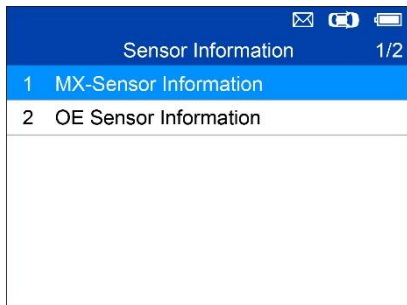 Sensor Information 1/2
1 MX-Sensor Information
2 OE Sensor Information